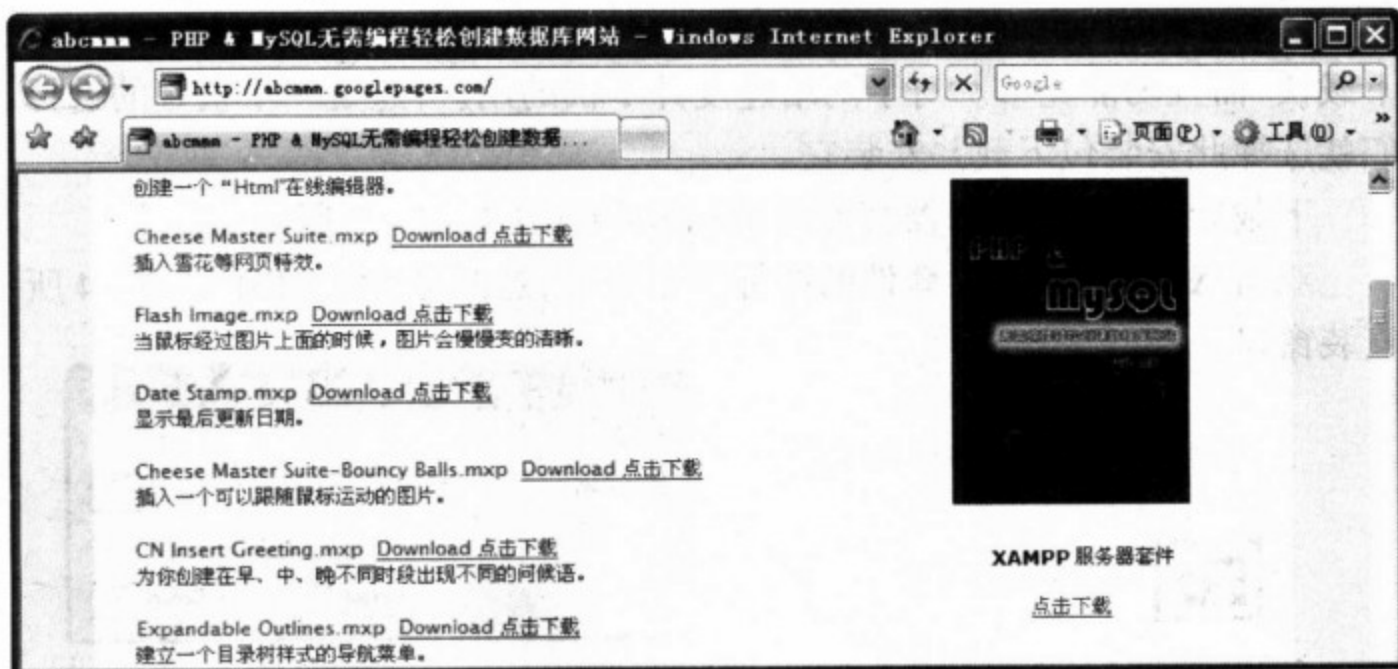 abcmmm - PHP & MySQL无需编程轻松创建数据库网站 - Windows Internet Explorer
http://abcmmm.googlepages.com/
Google
abcmmm - PHP & MySQL无需编程轻松创建数据...
页面(P)
工具(O)
创建一个“Html”在线编辑器。
Cheese Master Suite.mxp Download 点击下载
插入雪花等网页特效。
Flash Image.mxp Download 点击下载
当鼠标经过图片上面的时候，图片会慢慢变的清晰。
Date Stamp.mxp Download 点击下载
显示最后更新日期。
Cheese Master Suite-Bouncy Balls.mxp Download 点击下载
插入一个可以跟随鼠标运动的图片。
CN Insert Greeting.mxp Download 点击下载
为你创建在早、中、晚不同时段出现不同的问候语。
Expandable Outlines.mxp Download 点击下载
建立一个目录树样式的导航菜单。
PHP &
MySQL
XAMPP 服务器套件
点击下载